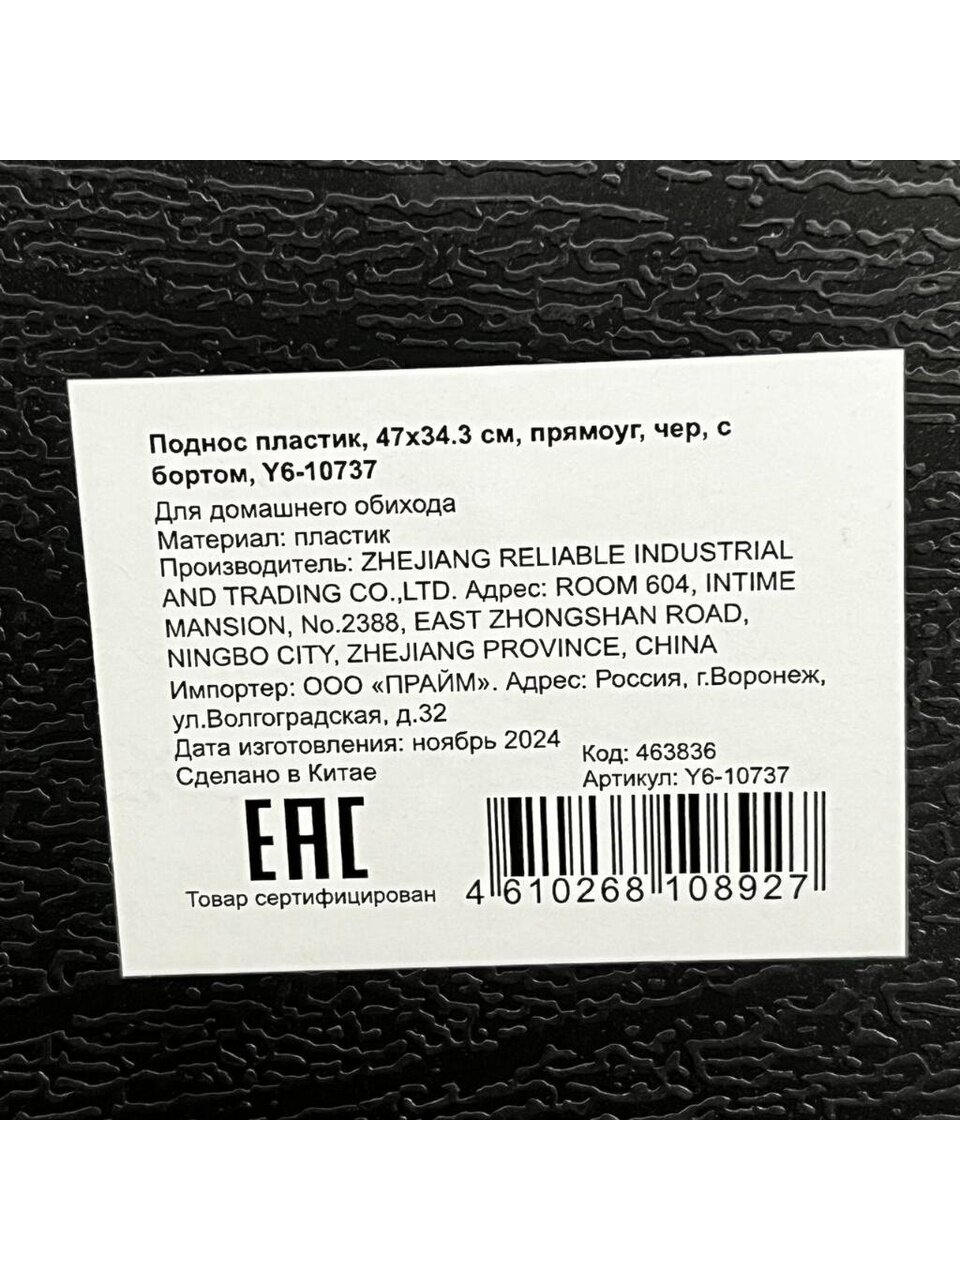 Поднос пластик, 47х34.3 см, прямоуг, чер, с
бортом, Y6-10737
Для домашнего обихода
Материал: пластик
Производитель: ZHEJIANG RELIABLE INDUSTRIAL
AND TRADING CO.,LTD. Адрес: ROOM 604, INTIME
MANSION, No.2388, EAST ZHONGSHAN ROAD,
NINGBO CITY, ZHEJIANG PROVINCE, CHINA
Импортер: ООО «ПРАЙМ». Адрес: Россия, г.Воронеж,
ул.Волгоградская, д.32
Дата изготовления: ноябрь 2024
Сделано в Китае
Код: 463836
Артикул: Y6-10737
EAC
Товар сертифицирован
4 610268 108927